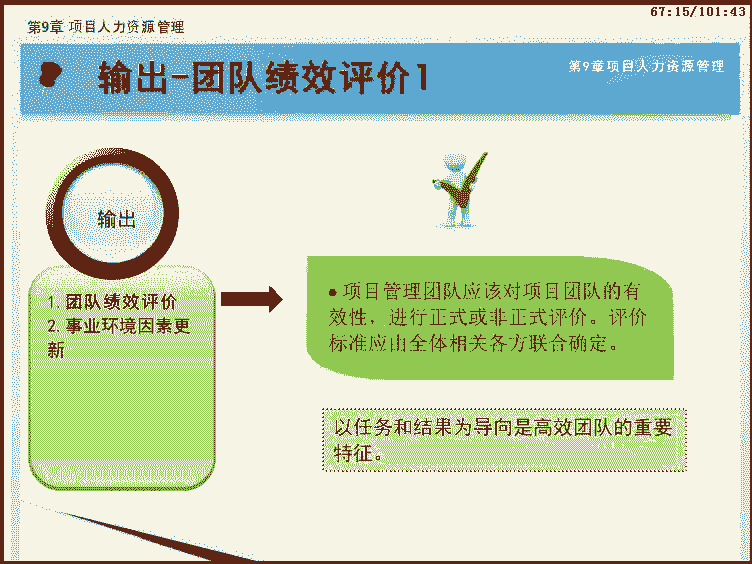 67:15/101:43
第9章 项目人力资源管理
输出-团队绩效评价1
第9章项目人力资源管理
输出
1. 团队绩效评价
2. 事业环境因素更
新
● 项目管理团队应该对项目团队的有
效性，进行正式或非正式评价。评价
标准应由全体相关各方联合确定。
以任务和结果为导向是高效团队的重要
特征。